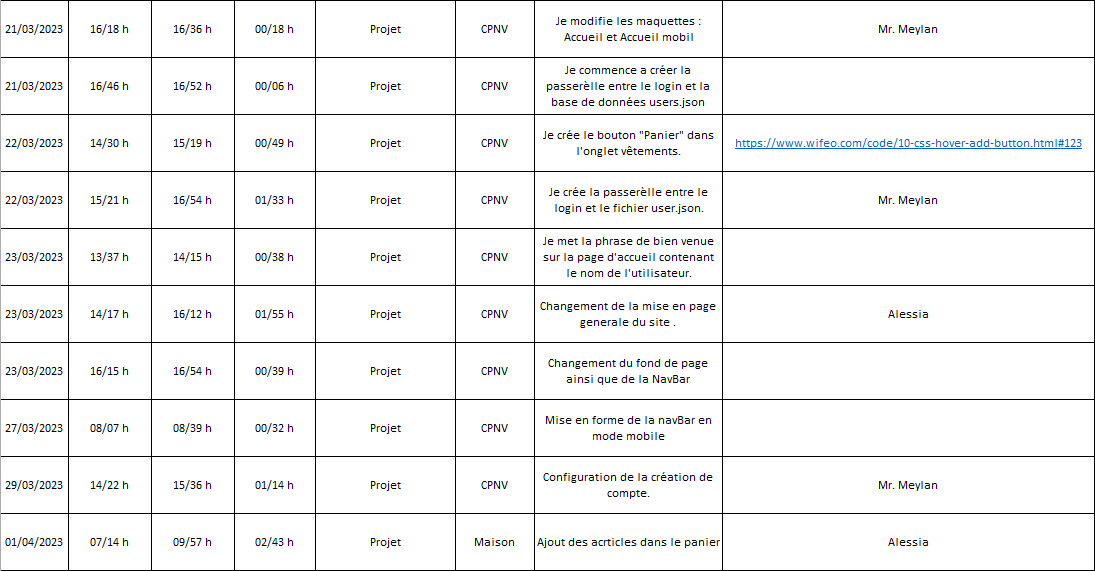 21/03/2023 16/18 h 16/36 h 00/18 h Projet CPNV Je modifie les maquettes :
Accueil et Accueil mobil Mr. Meylan
21/03/2023 16/46 h 16/52 h 00/06 h Projet CPNV Je commence a créer la
passerèlle entre le login et la
base de données users.json
22/03/2023 14/30 h 15/19 h 00/49 h Projet CPNV Je crée le bouton "Panier" dans
l'onglet vêtements. https://www.wifeo.com/code/10-css-hover-add-button.html#123
22/03/2023 15/21 h 16/54 h 01/33 h Projet CPNV Je crée la passerèlle entre le
login et le fichier user.json. Mr. Meylan
23/03/2023 13/37 h 14/15 h 00/38 h Projet CPNV Je met la phrase de bien venue
sur la page d'accueil contenant
le nom de l'utilisateur.
23/03/2023 14/17 h 16/12 h 01/55 h Projet CPNV Changement de la mise en page
generale du site . Alessia
23/03/2023 16/15 h 16/54 h 00/39 h Projet CPNV Changement du fond de page
ainsi que de la NavBar
27/03/2023 08/07 h 08/39 h 00/32 h Projet CPNV Mise en forme de la navBar en
mode mobile
29/03/2023 14/22 h 15/36 h 01/14 h Projet CPNV Configuration de la création de
compte. Mr. Meylan
01/04/2023 07/14 h 09/57 h 02/43 h Projet Maison Ajout des acrticles dans le panier Alessia